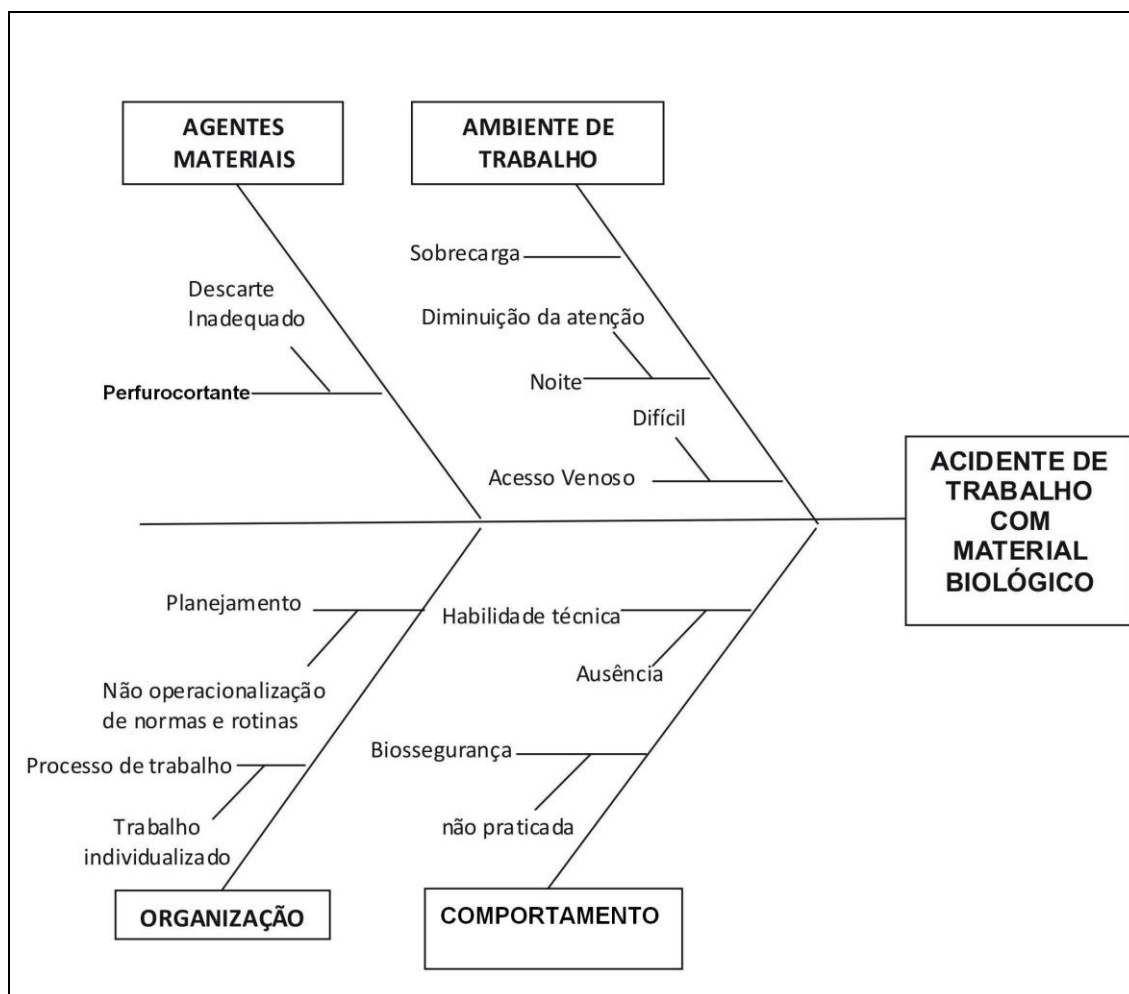 AGENTES
MATERIAIS
AMBIENTE DE
TRABALHO
Sobrecarga
Descarte
Inadequado
Diminuição da atenção
Perfurocortante
Noite
Difícil
Acesso Venoso
ACIDENTE DE
TRABALHO
COM
MATERIAL
BIOLÓGICO
Planejamento
Habilidade técnica
Ausência
Não operacionalização
de normas e rotinas
Biossegurança
Processo de trabalho
não praticada
Trabalho
individualizado
ORGANIZAÇÃO
COMPORTAMENTO